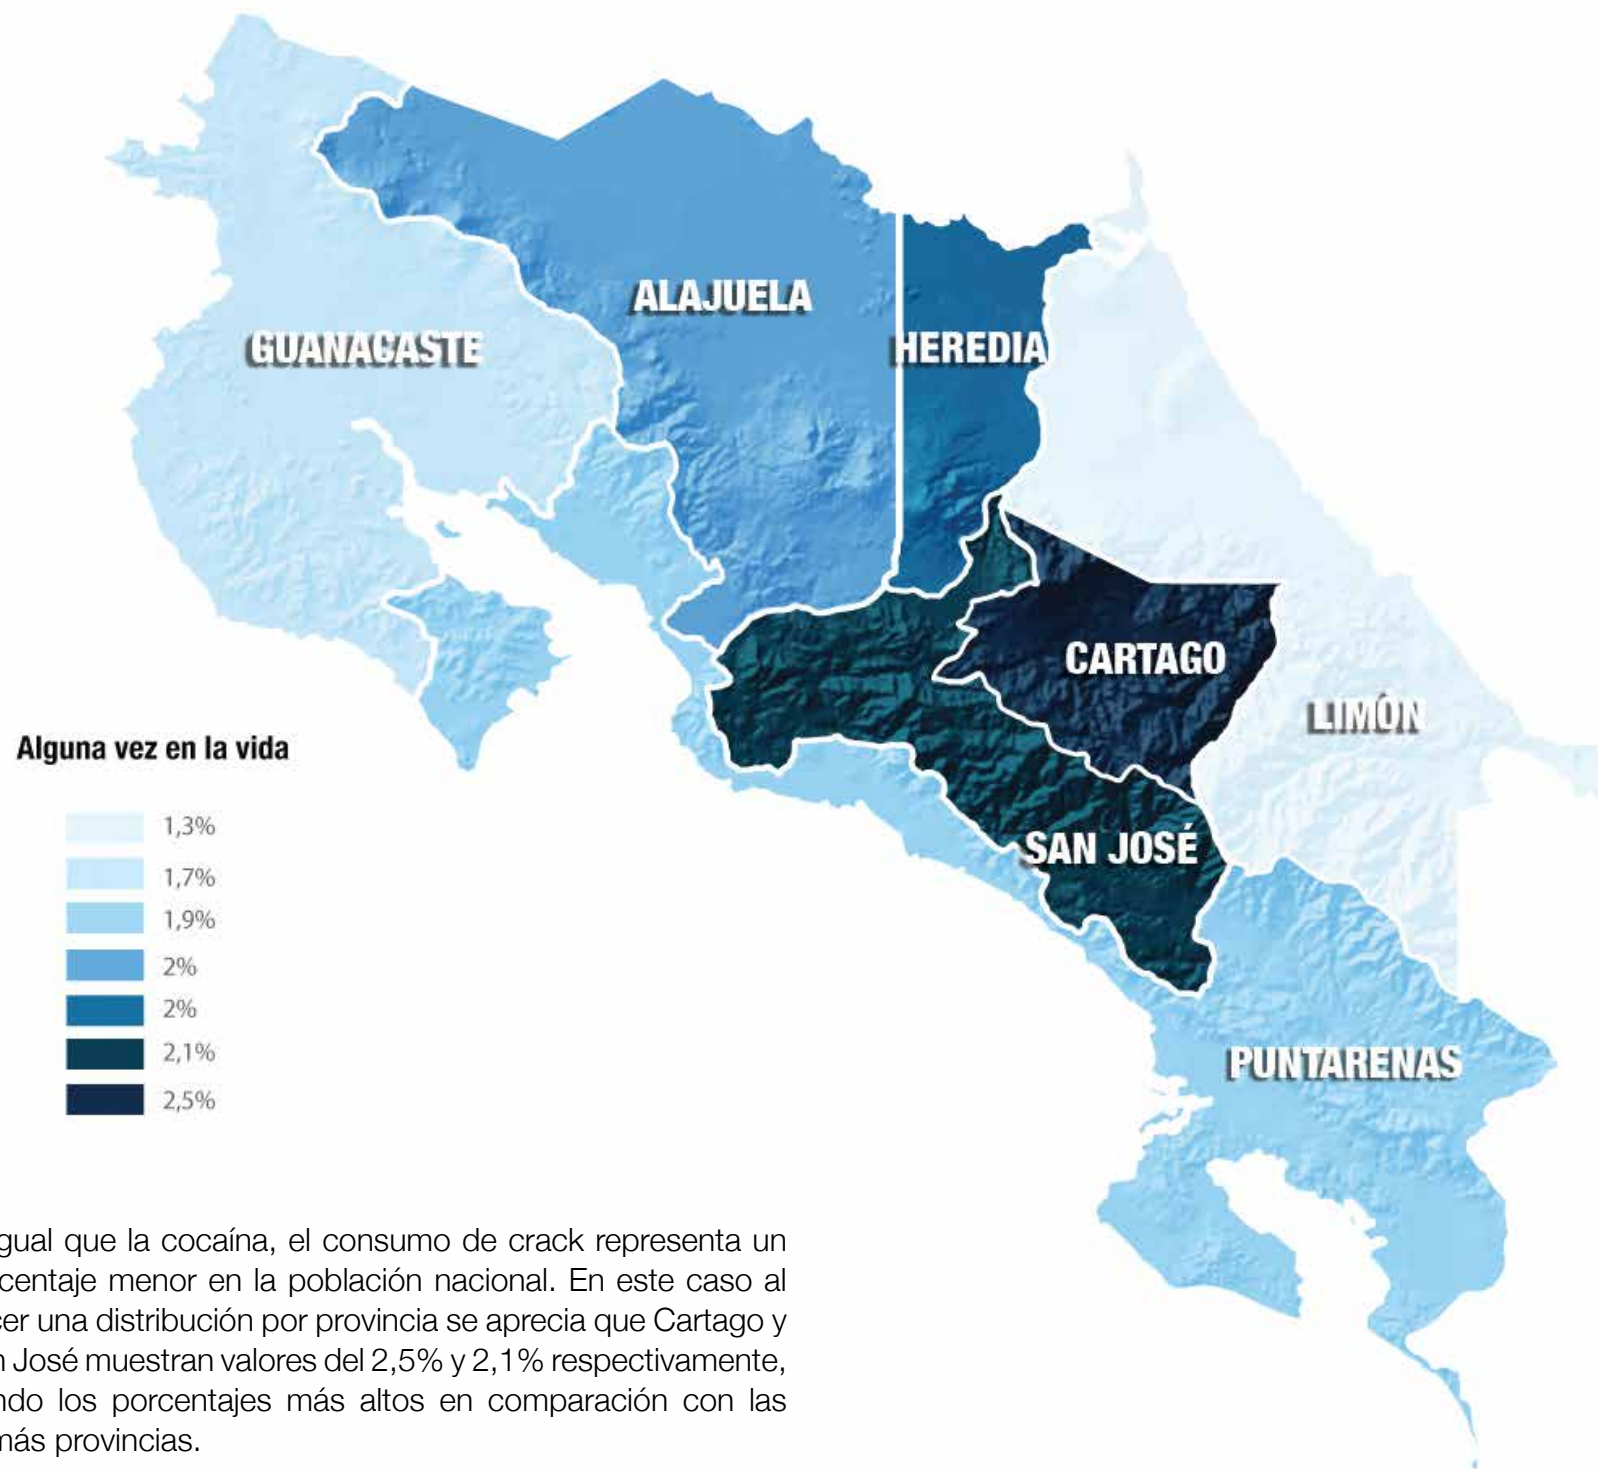 ALAJUELA
HEREDIA
GUANACASTE
CARTAGO
LIMÓN
Alguna vez en la vida
1,3%
1,7%
SAN JOSÉ
1,9%
2%
2%
2,1%
PUNTARENAS
2,5%
gual que la cocaína, el consumo de crack representa un
centaje menor en la población nacional. En este caso al
cer una distribución por provincia se aprecia que Cartago y
n José muestran valores del 2,5% y 2,1% respectivamente,
ndo los porcentajes más altos en comparación con las
más provincias.